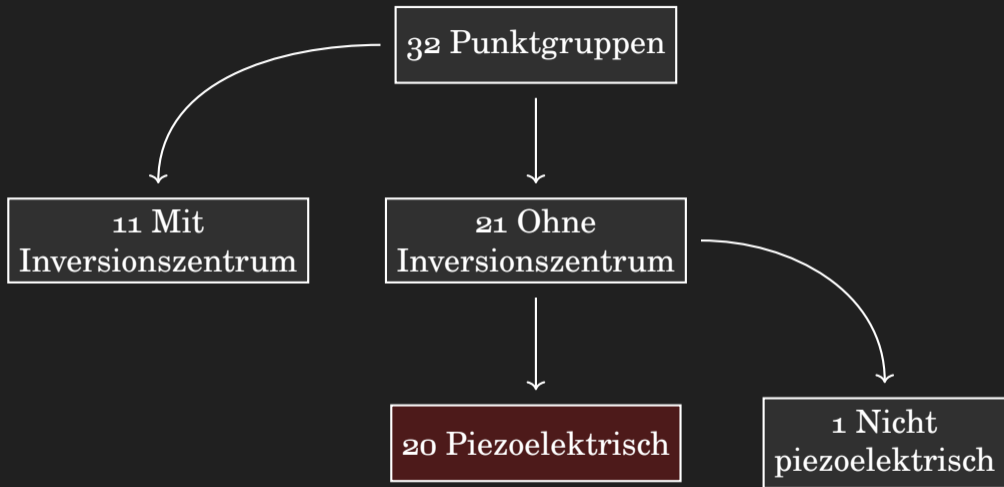 32 Punktgruppen
11 Mit
Inversionszentrum
21 Ohne
Inversionszentrum
20 Piezoelektrisch
1 Nicht
piezoelektrisch